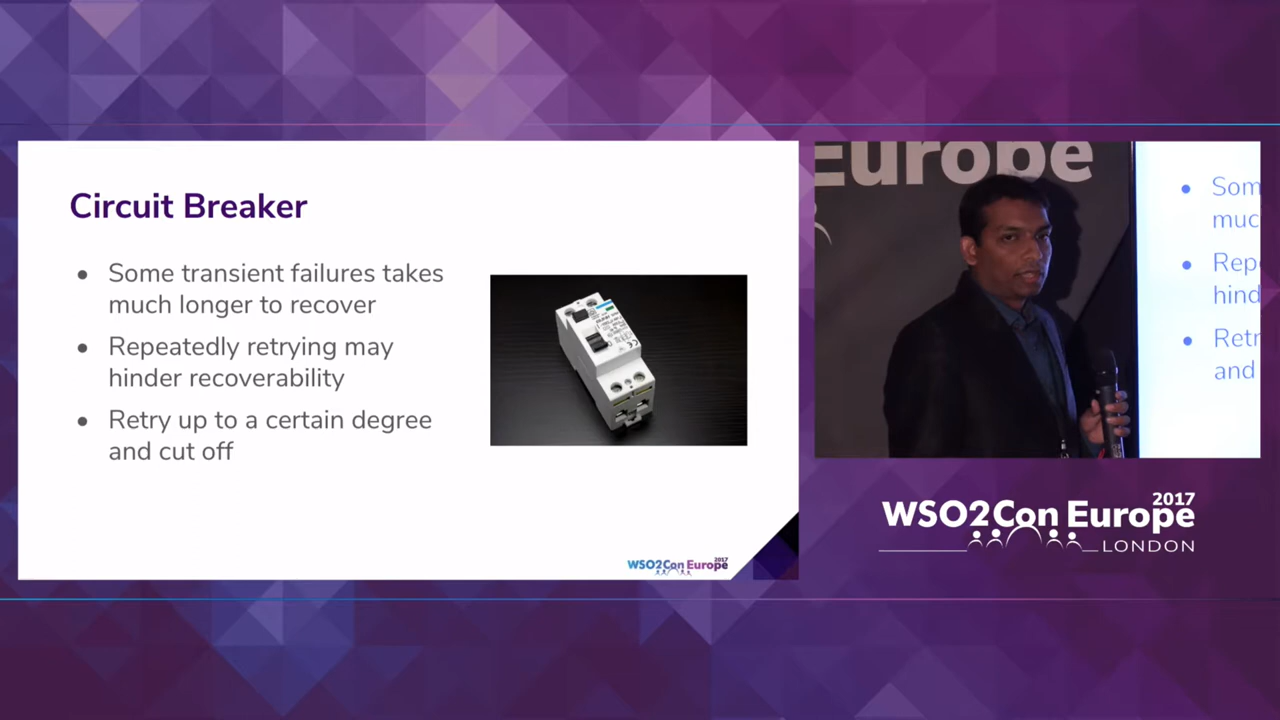 Circuit Breaker
• Some transient failures takes
much longer to recover
• Repeatedly retrying may
hinder recoverability
• Retry up to a certain degree
and cut off
WSO2Con Europe
2017
Europe
• Som
muc
• Rep
hind
• Retr
and
2017
WSO2Con Europe
LONDON